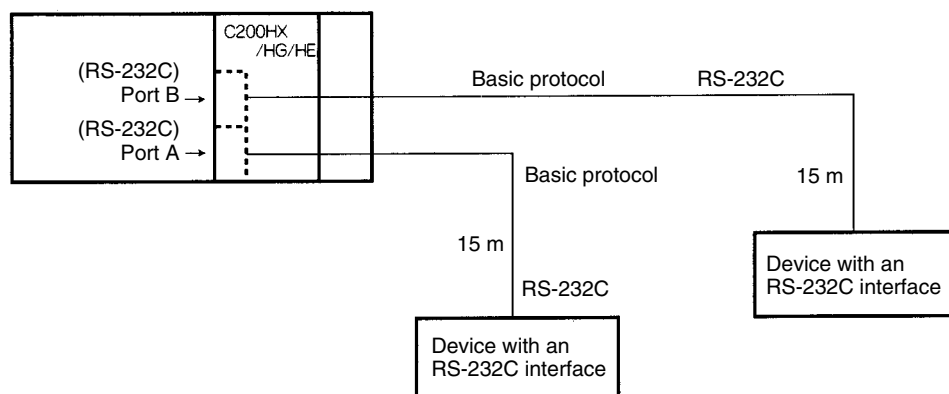 C200HX
/HG/HE
(RS-232C)
Port B
(RS-232C)
Port A
Basic protocol
RS-232C
Basic protocol
15 m
15 m
RS-232C
Device with an
RS-232C interface
Device with an
RS-232C interface